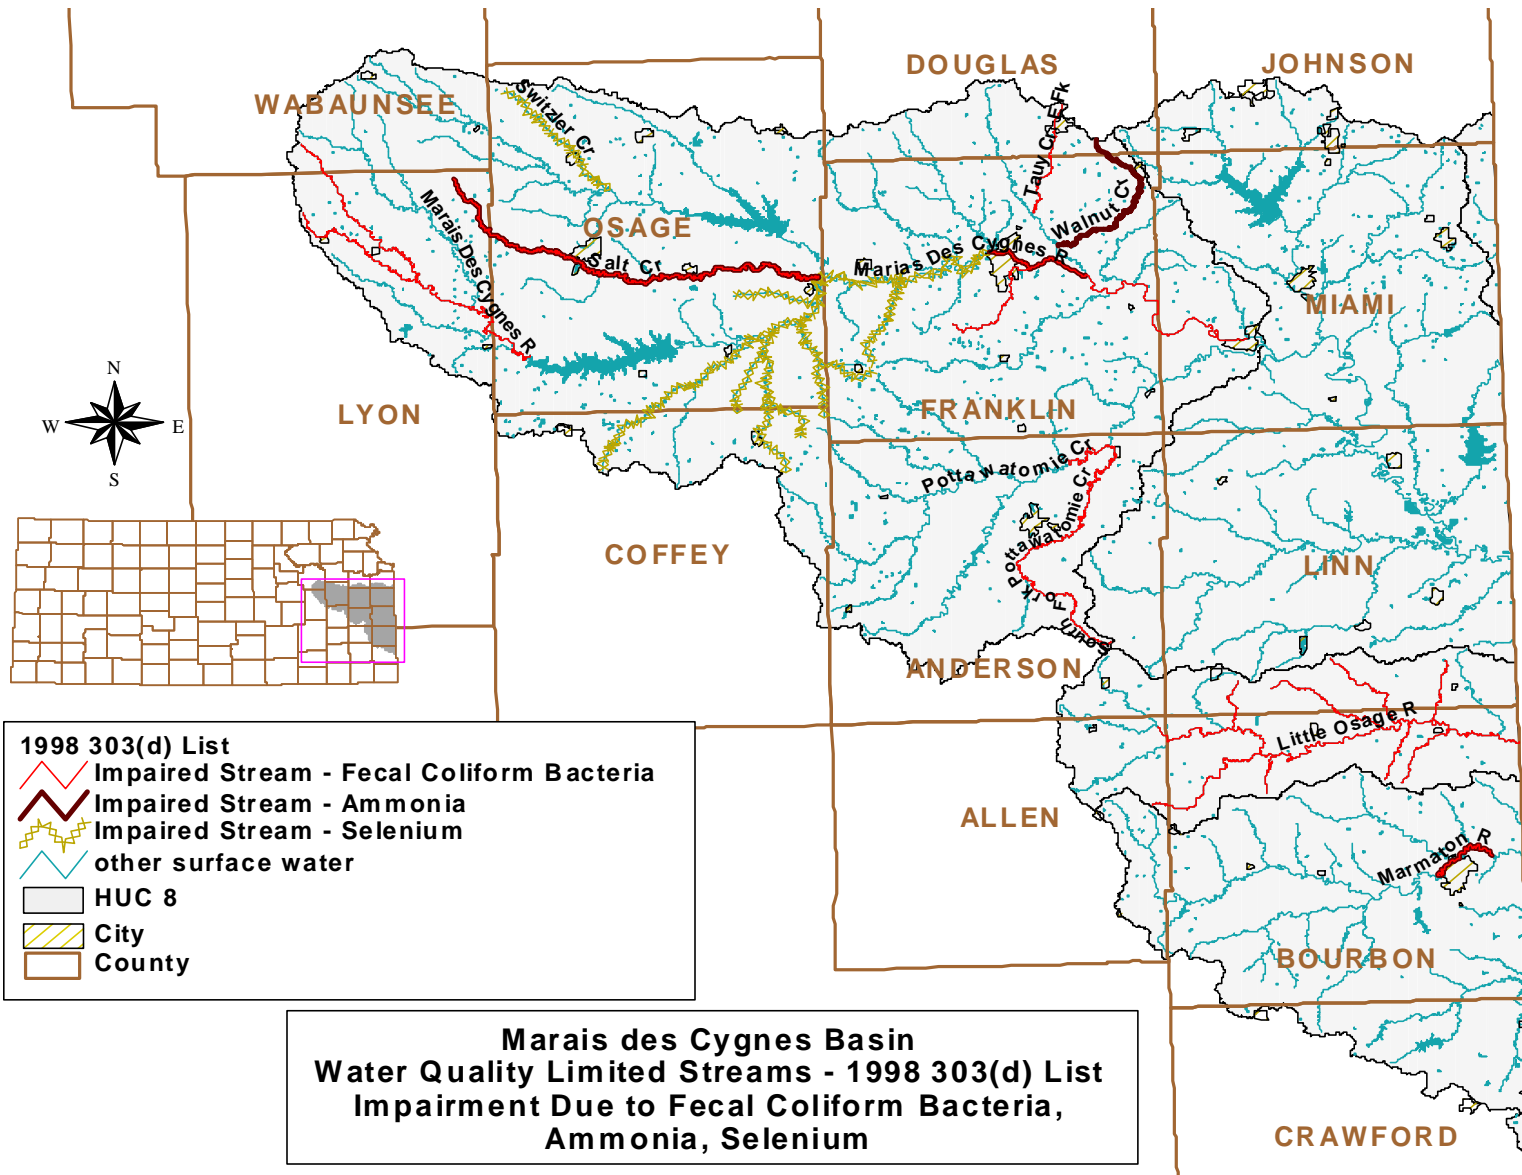 DOUGLAS
JOHNSON
WABAUNSEE
Switzler Cr
Tauy Cr E Fk
OSAGE
Marais Des Cygnes R
Walnut Cr
Salt Cr
Marias Des Cygnes R
MIAMI
N
W E
S
LYON
FRANKLIN
Pottawatomie Cr
South Fork Pottawatomie Cr
COFFEY
LINN
ANDERSON
Little Osage R
1998 303(d) List
Impaired Stream - Fecal Coliform Bacteria
Impaired Stream - Ammonia
Impaired Stream - Selenium
other surface water
HUC 8
City
County
ALLEN
Marmaton R
BOURBON
Marais des Cygnes Basin
Water Quality Limited Streams - 1998 303(d) List
Impairment Due to Fecal Coliform Bacteria,
Ammonia, Selenium
CRAWFORD